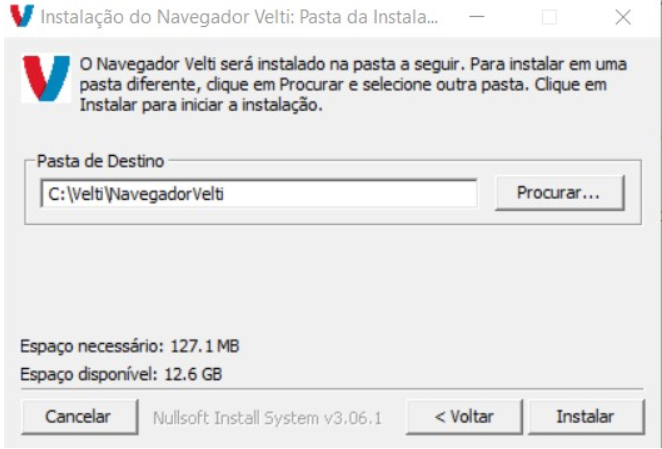 Instalação do Navegador Velti: Pasta da Instala...
O Navegador Velti será instalado na pasta a seguir. Para instalar em uma
pasta diferente, clique em Procurar e selecione outra pasta. Clique em
Instalar para iniciar a instalação.
Pasta de Destino
C:\Velti\NavegadorVelti
Procurar...
Espaço necessário: 127.1 MB
Espaço disponível: 12.6 GB
Cancelar
Nullsoft Install System v3.06.1
< Voltar
Instalar